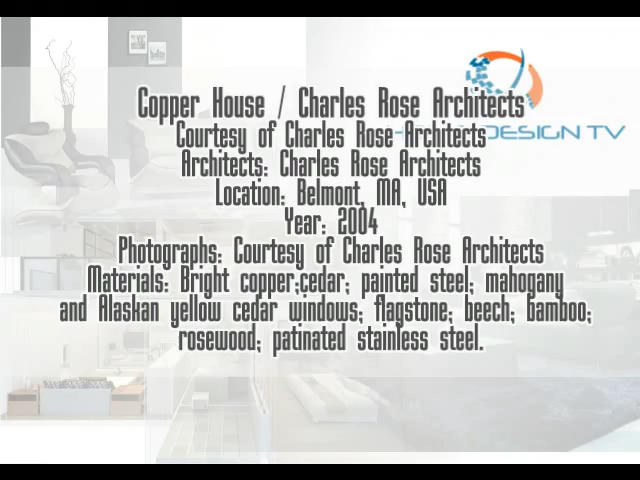 Copper House / Charles Rose Architects
Courtesy of Charles Rose Architects
DESIGN TV
Architects: Charles Rose Architects
Location: Belmont, MA, USA
Year: 2004
Photographs: Courtesy of Charles Rose Architects
Materials: Bright copper;cedar; painted steel; mahogany
and Alaskan yellow cedar windows; flagstone; beech; bamboo;
rosewood; patinated stainless steel.